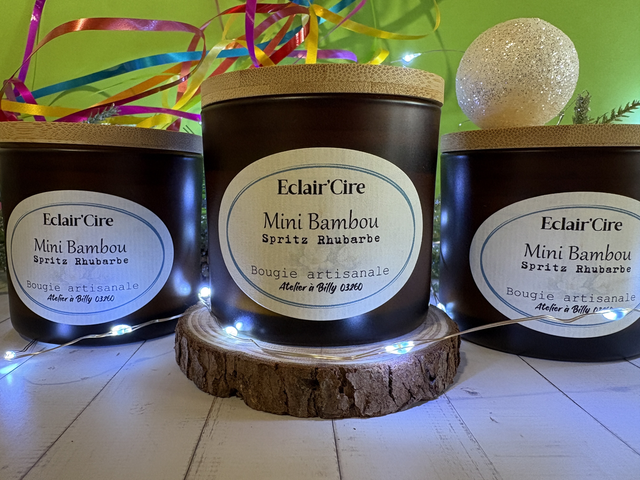 Eclair'Cire
Mini Bambou
Spritz Rhubarbe
Bougie artisanale
Atelier à Billy 03260
Eclair'Cire
Mini Bambou
Spritz Rhubarbe
Bougie artisanale
Atelier à Billy 03260
Eclair'Cire
Mini Bambou
Spritz Rhubarbe
Bougie artisanale
Atelier à Billy